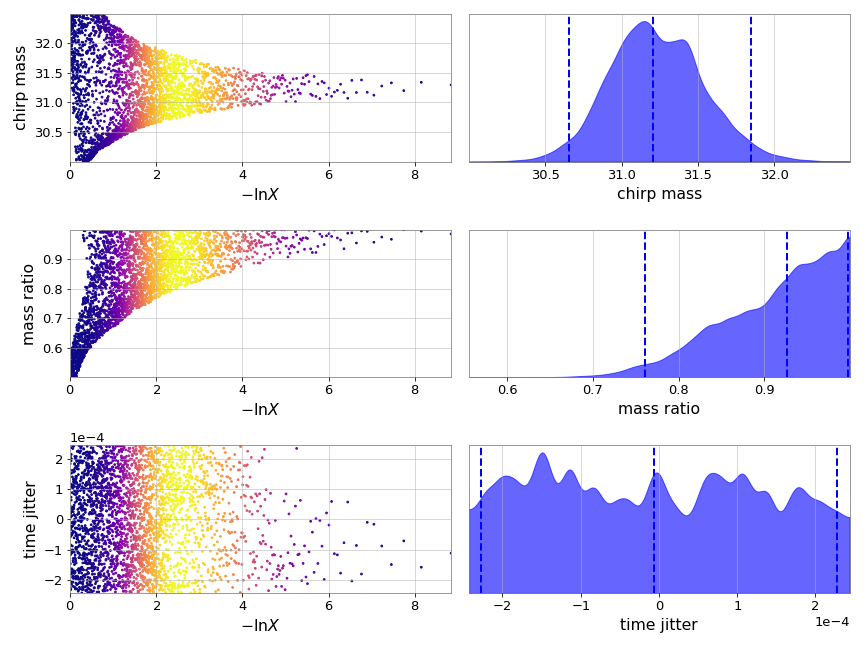 chirp mass
32.0
31.5
31.0
30.5
0 2 4 6 8
−lnX
30.5 31.0 31.5 32.0
chirp mass
mass ratio
0.9
0.8
0.7
0.6
0 2 4 6 8
−lnX
0.6 0.7 0.8 0.9
mass ratio
1e−4
time jitter
2
1
0
−1
−2
0 2 4 6 8
−lnX
−2 −1 0 1 2
1e−4
time jitter